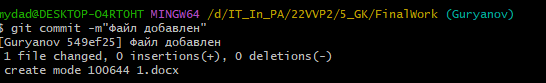 mydad@DESKTOP-O4RT0HT MINGW64 /d/IT_In_PA/22VVP2/5_GK/FinalWork (Guryanov)
$ git commit -m"Файл добавлен"
[Guryanov 549ef25] Файл добавлен
1 file changed, 0 insertions(+), 0 deletions(-)
create mode 100644 1.docx